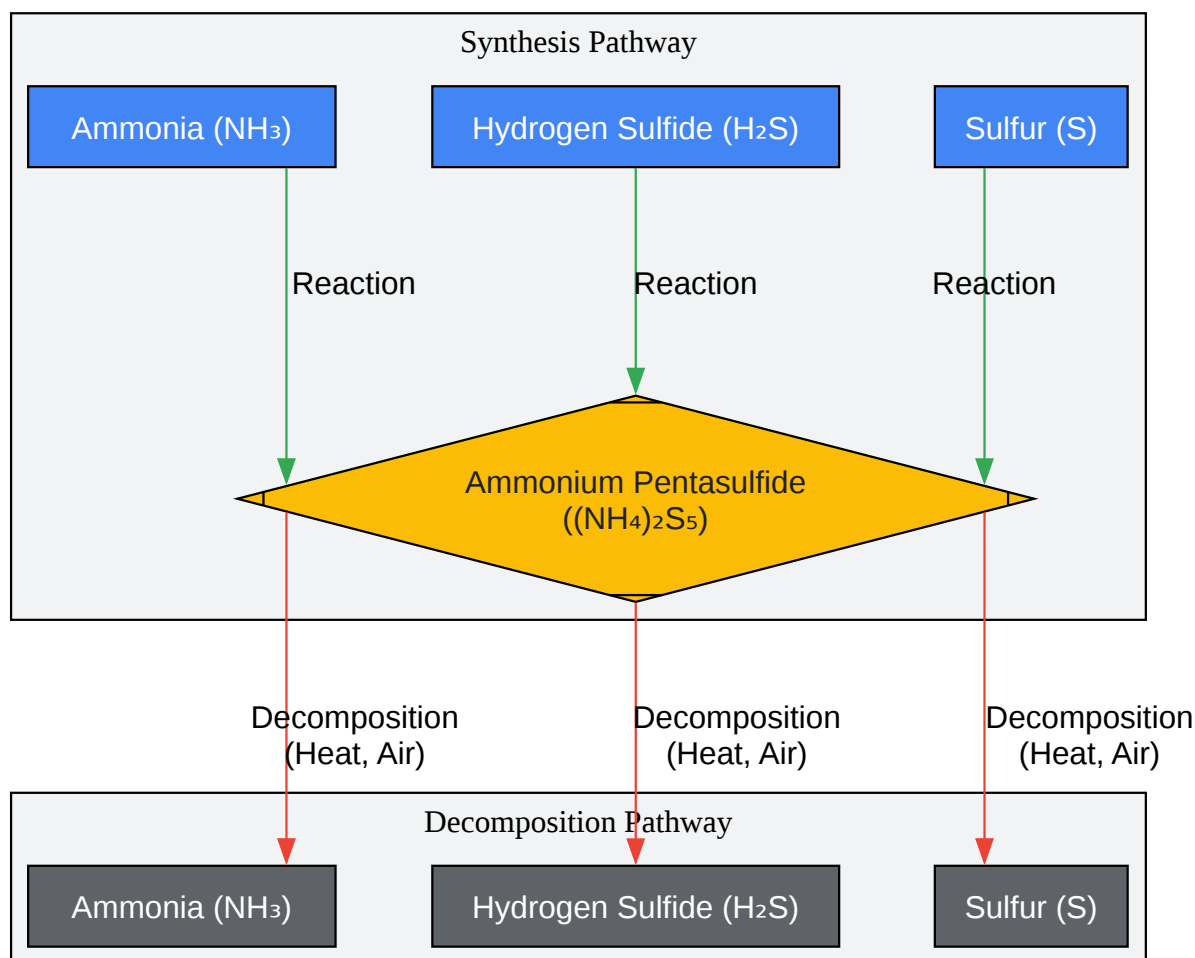 Synthesis Pathway
Ammonia (NH₃)
Hydrogen Sulfide (H₂S)
Sulfur (S)
Reaction
Reaction
Reaction
Ammonium Pentasulfide
((NH₄)₂S₅)
Decomposition
(Heat, Air)
Decomposition
(Heat, Air)
Decomposition
(Heat, Air)
Decomposition Pathway
Ammonia (NH₃)
Hydrogen Sulfide (H₂S)
Sulfur (S)